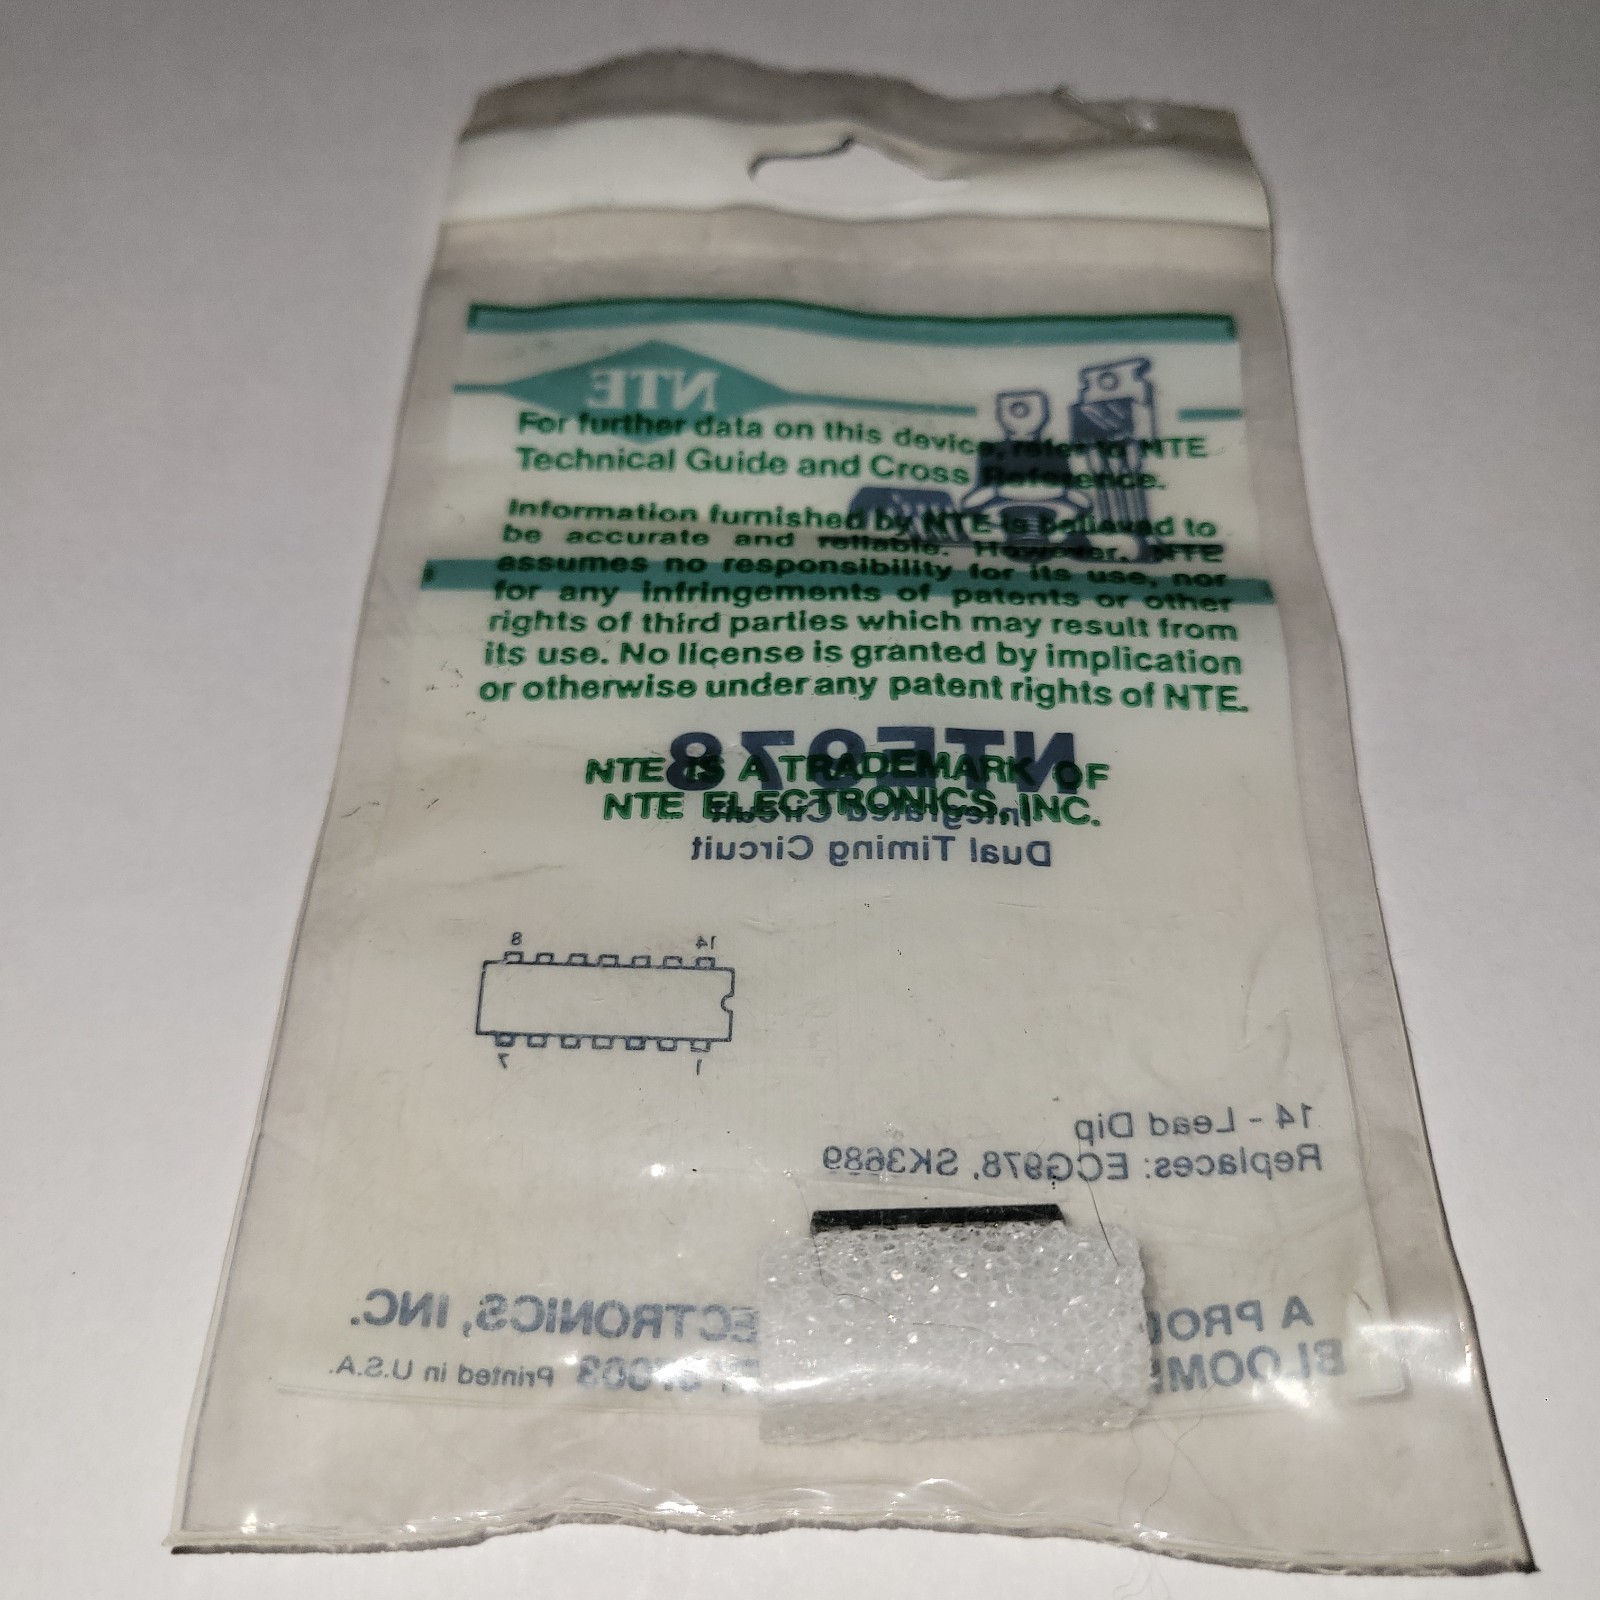 NTE
For further data on this device, refer to NTE
Technical Guide and Cross Reference.
Information furnished by NTE is believed to
be accurate and reliable. However, NTE
assumes no responsibility for its use, nor
for any infringements of patents or other
rights of third parties which may result from
its use. No license is granted by implication
or otherwise under any patent rights of NTE.
NTE978
NTE IS A TRADEMARK OF
NTE ELECTRONICS, INC.
Integrated Circuit
Dual Timing Circuit
14 8
1 7
14 - Lead Dip
Replaces: ECG978, SK3689
A PROD ECTRONICS, INC.
BLOOM 07003 Printed in U.S.A.